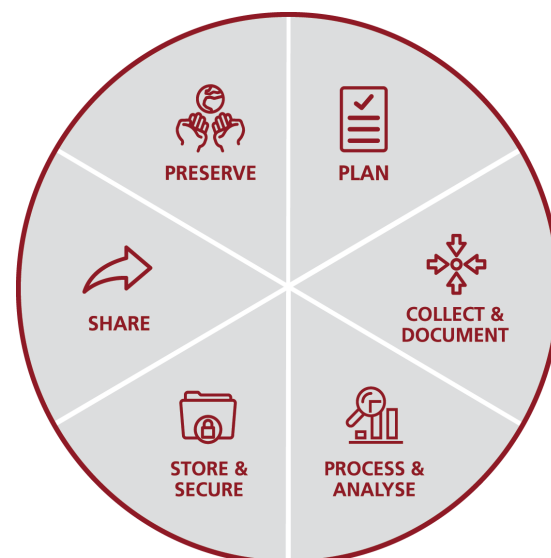 PRESERVE
PLAN
SHARE
COLLECT &
DOCUMENT
STORE &
SECURE
PROCESS &
ANALYSE